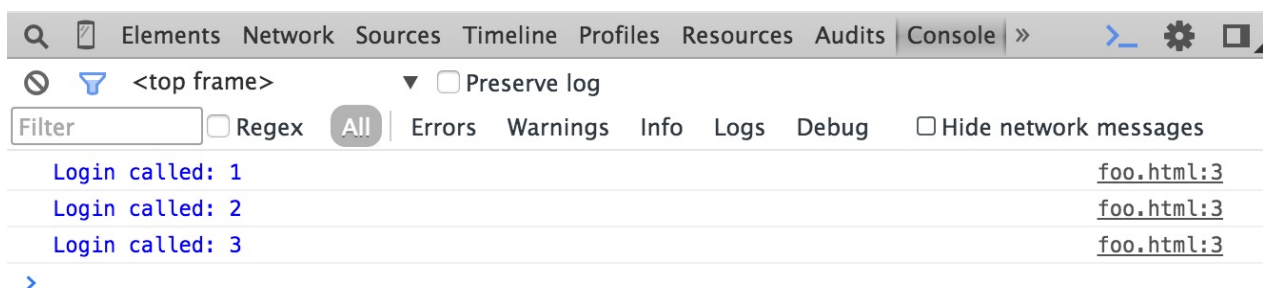 Elements Network Sources Timeline Profiles Resources Audits Console »
<top frame> ▼ Preserve log
Filter Regex All Errors Warnings Info Logs Debug Hide network messages
Login called: 1 foo.html:3
Login called: 2 foo.html:3
Login called: 3 foo.html:3
>